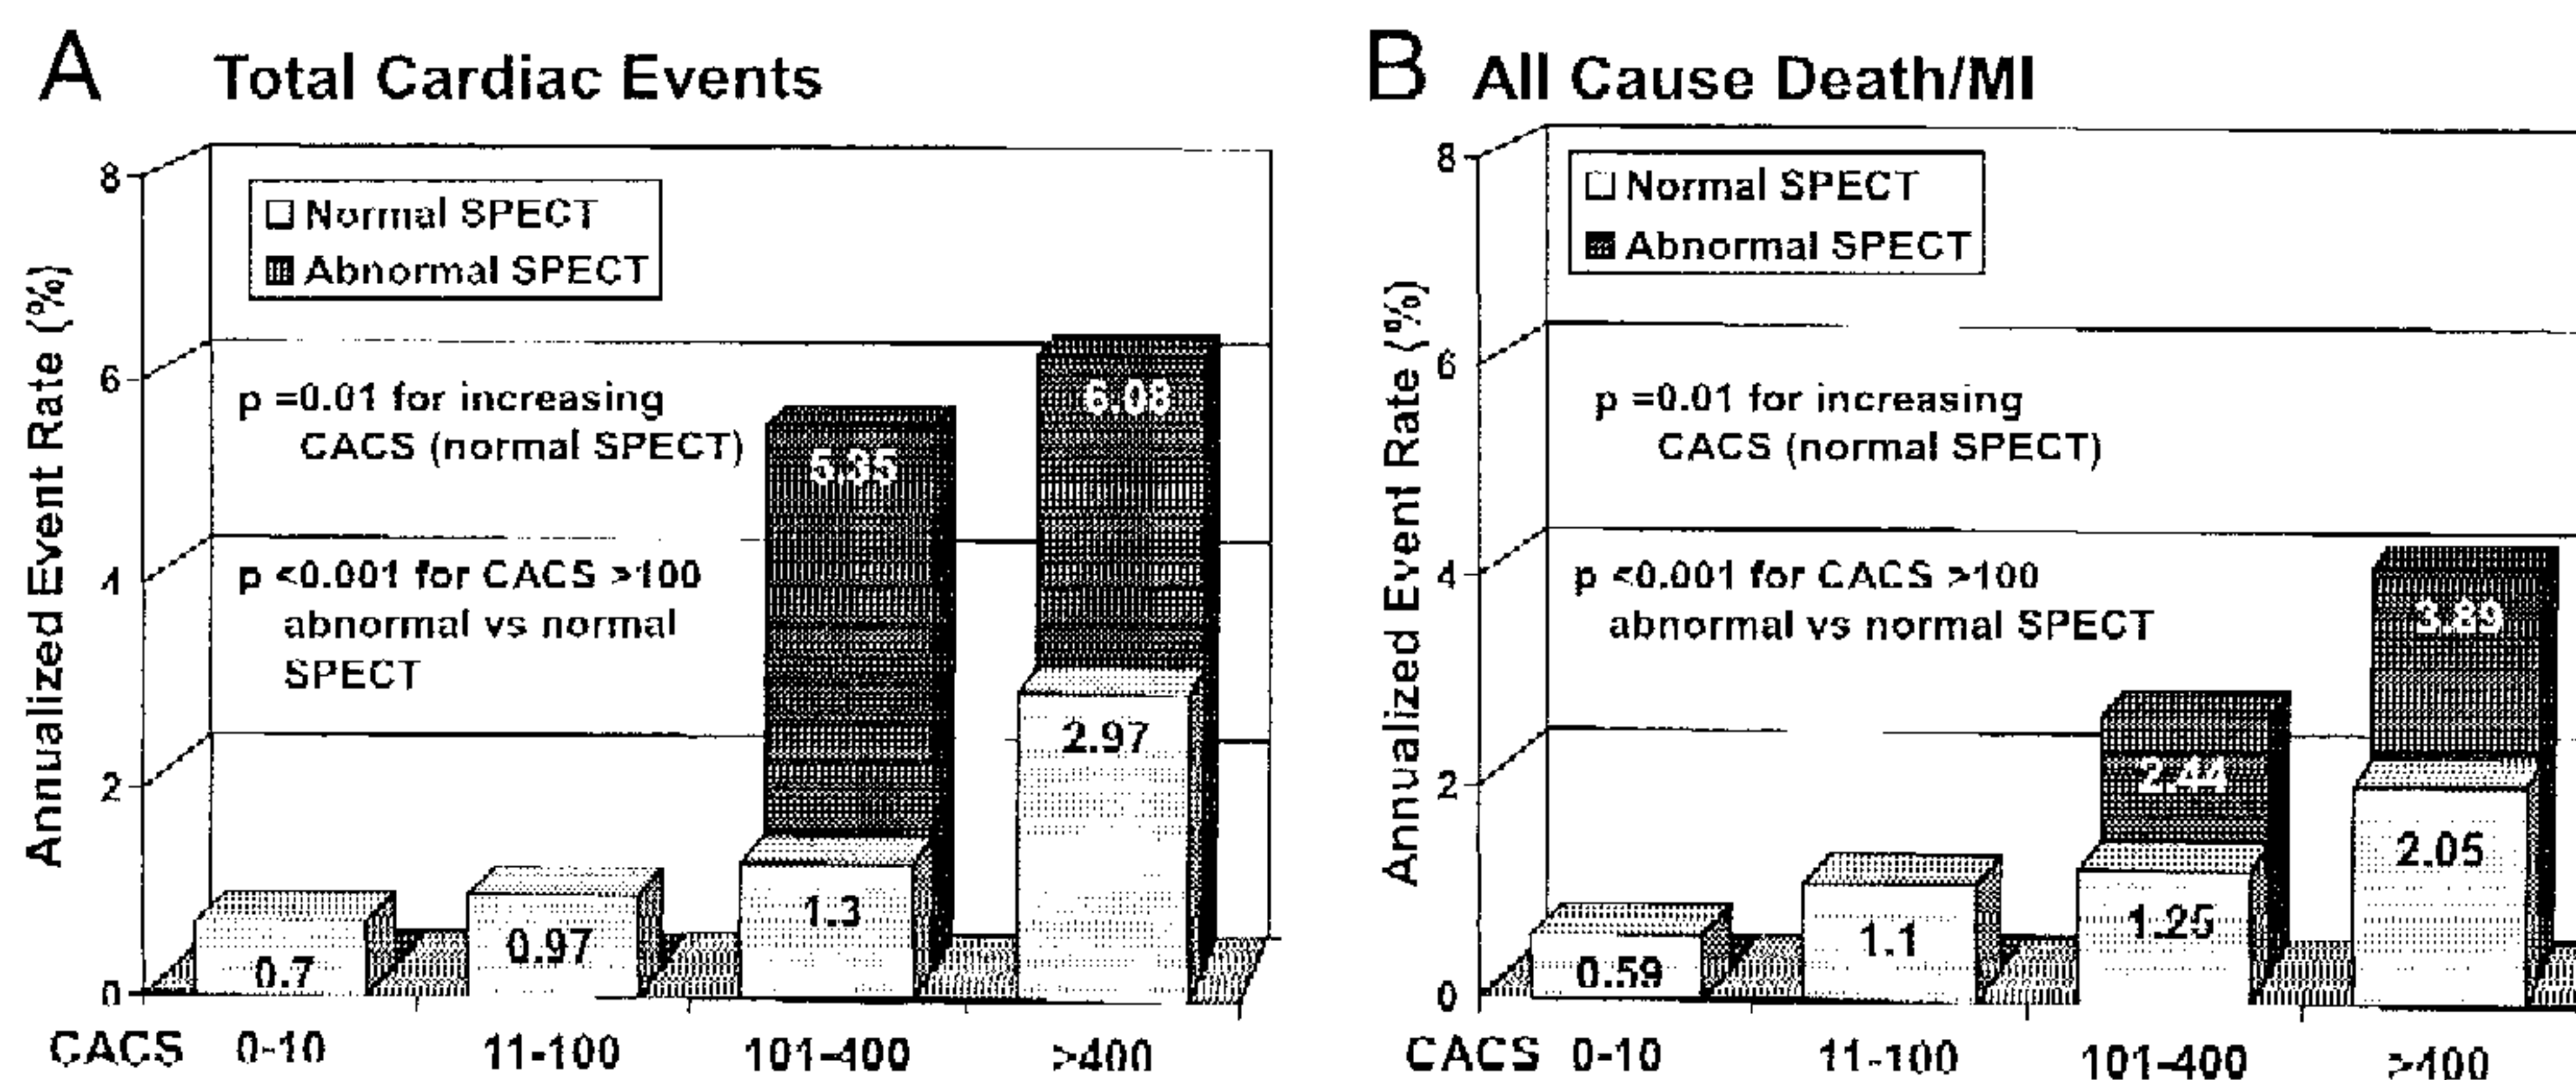 A Total Cardiac Events
8
6
4
2
0
Annualized Event Rate (%)
Normal SPECT
Abnormal SPECT
p =0.01 for increasing
CACS (normal SPECT)
p <0.001 for CACS >100
abnormal vs normal
SPECT
0.7
0.97
1.3
5.35
2.97
6.08
CACS 0-10 11-100 101-400 >400
B All Cause Death/MI
8
6
4
2
0
Annualized Event Rate (%)
Normal SPECT
Abnormal SPECT
p =0.01 for increasing
CACS (normal SPECT)
p <0.001 for CACS >100
abnormal vs normal SPECT
0.59
1.1
1.25
2.44
2.05
3.89
CACS 0-10 11-100 101-400 >400